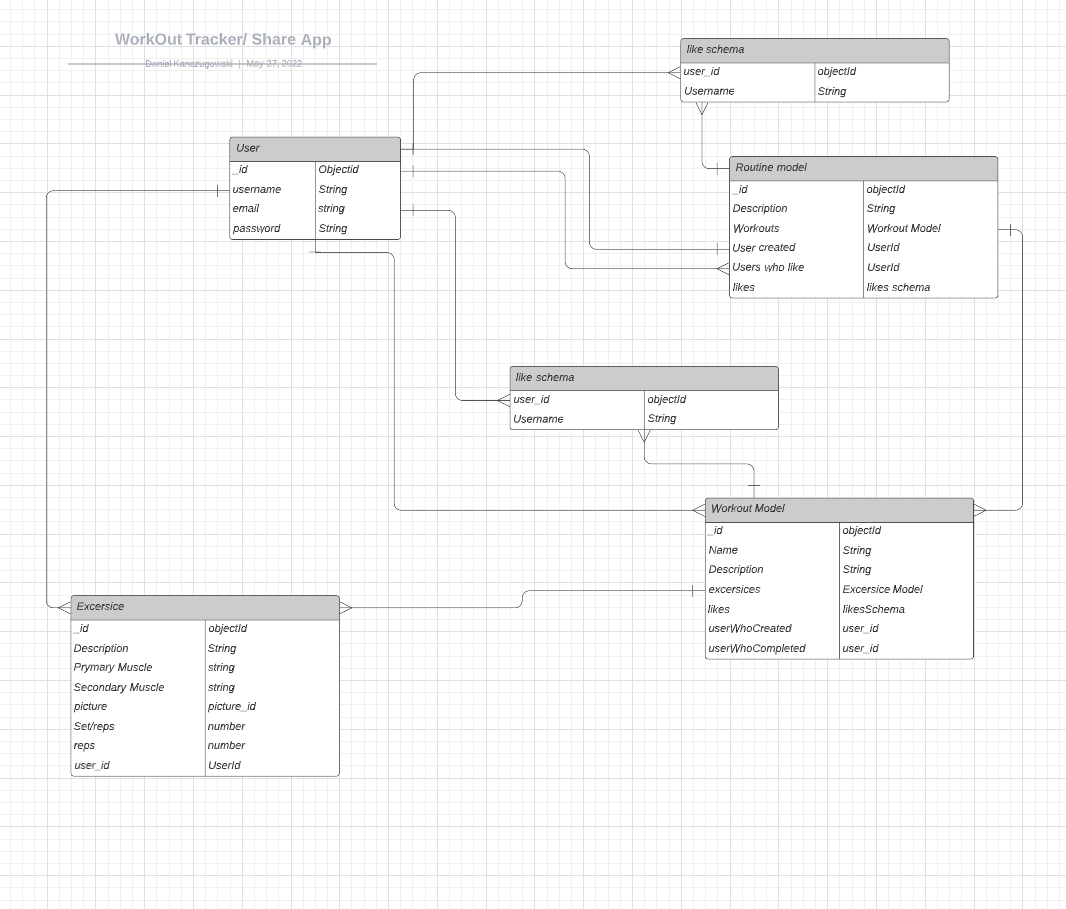 WorkOut Tracker/ Share App
Daniel Kanczugowski | May 27, 2022
like schema
user_id objectId
Username String
User
_id Objectid
username String
email string
password String
Routine model
_id objectId
Description String
Workouts Workout Model
User created UserId
Users who like UserId
likes likes schema
like schema
user_id objectId
Username String
Workout Model
_id objectId
Name String
Description String
excersices Excersice Model
likes likesSchema
userWhoCreated user_id
userWhoCompleted user_id
Excersice
_id objectId
Description String
Prymary Muscle string
Secondary Muscle string
picture picture_id
Set/reps number
reps number
user_id UserId